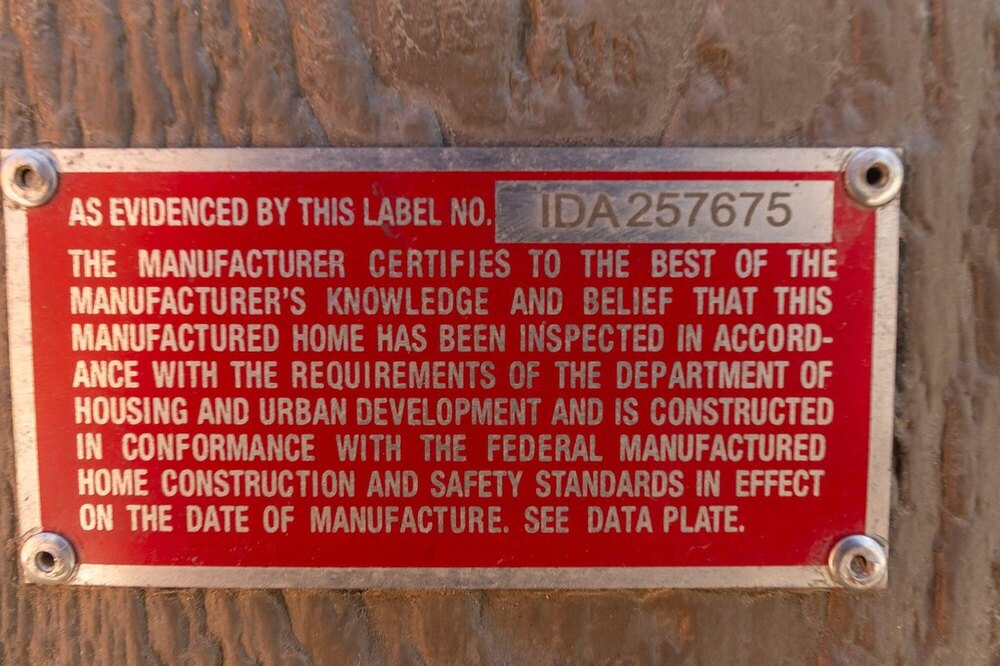 AS EVIDENCED BY THIS LABEL NO. IDA257675
THE MANUFACTURER CERTIFIES TO THE BEST OF THE
MANUFACTURER'S KNOWLEDGE AND BELIEF THAT THIS
MANUFACTURED HOME HAS BEEN INSPECTED IN ACCORD-
ANCE WITH THE REQUIREMENTS OF THE DEPARTMENT OF
HOUSING AND URBAN DEVELOPMENT AND IS CONSTRUCTED
IN CONFORMANCE WITH THE FEDERAL MANUFACTURED
HOME CONSTRUCTION AND SAFETY STANDARDS IN EFFECT
ON THE DATE OF MANUFACTURE. SEE DATA PLATE.